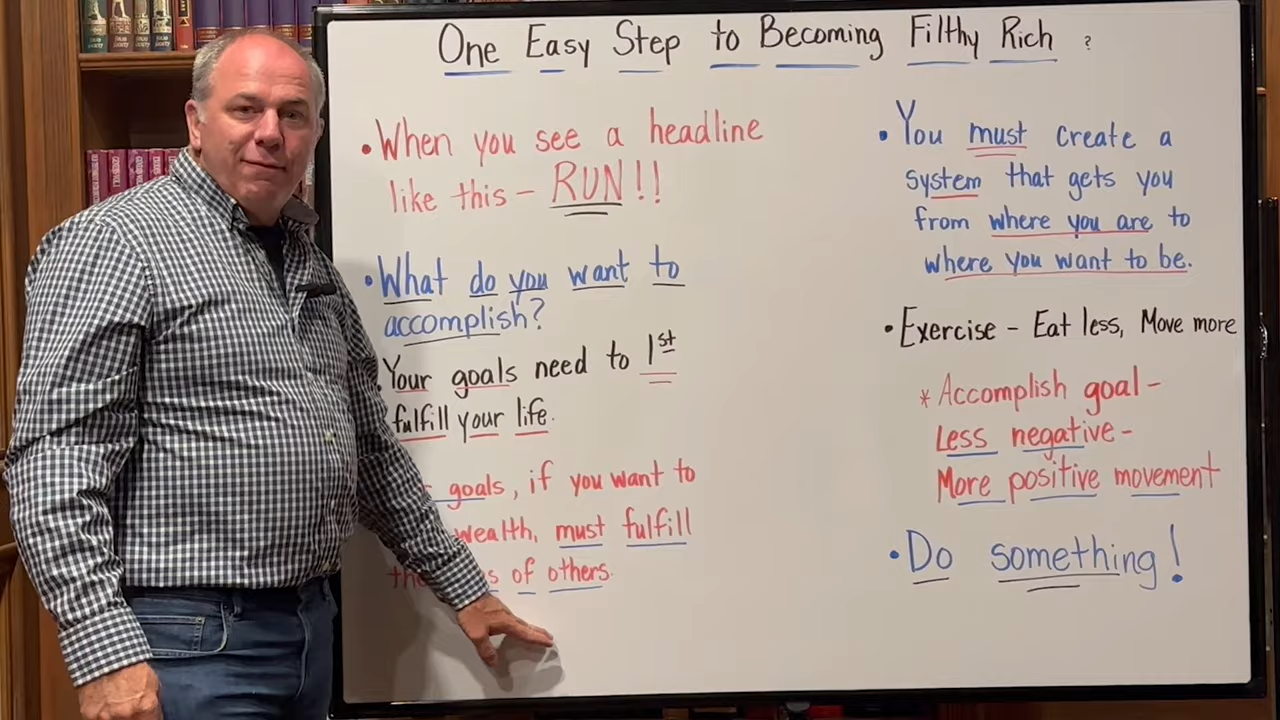 One Easy Step to Becoming Filthy Rich ?
• When you see a headline
like this – RUN!!
• What do you want to
accomplish?
• Your goals need to 1st
fulfill your life.
goals, if you want to
wealth, must fulfill
of others.
• You must create a
system that gets you
from where you are to
where you want to be.
• Exercise – Eat less, Move more
* Accomplish goal –
Less negative –
More positive movement
• Do something!